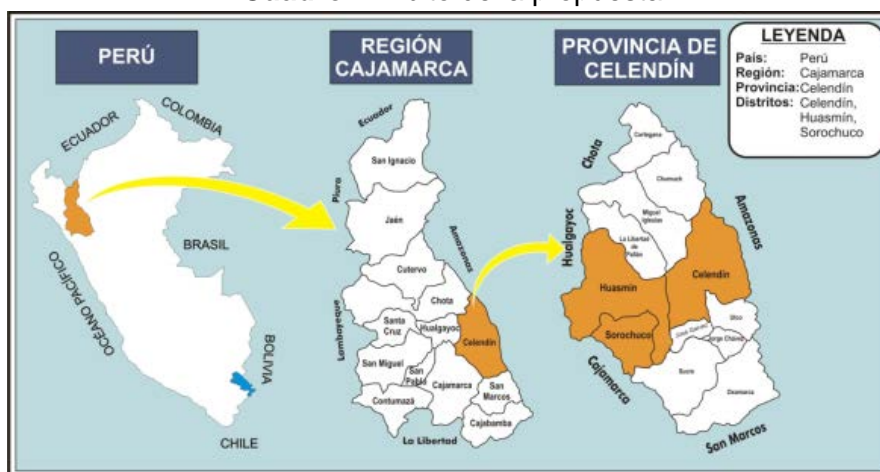 PERÚ
ECUADOR
COLOMBIA
BRASIL
OCÉANO PACÍFICO
BOLIVIA
CHILE
REGIÓN
CAJAMARCA
Ecuador
San Ignacio
Piura
Jaén
Amazonas
Cutervo
Chota
Lambayeque
Santa
Cruz
Hualgayoc
Celendín
San Miguel
San
Pablo
Cajamarca
San
Marcos
Contumazá
Cajabamba
La Libertad
PROVINCIA DE
CELENDÍN
Chota
Cortegana
Chumuch
Miguel
Iglesias
Amazonas
Hualgayoc
La Libertad
de
Pallán
Celendín
Huasmín
Utco
José Gálvez
Jorge Chávez
Sorochuco
Sucre
Oxamarca
Cajamarca
San Marcos
LEYENDA
País: Perú
Región: Cajamarca
Provincia: Celendín
Distritos: Celendín,
Huasmín,
Sorochuco